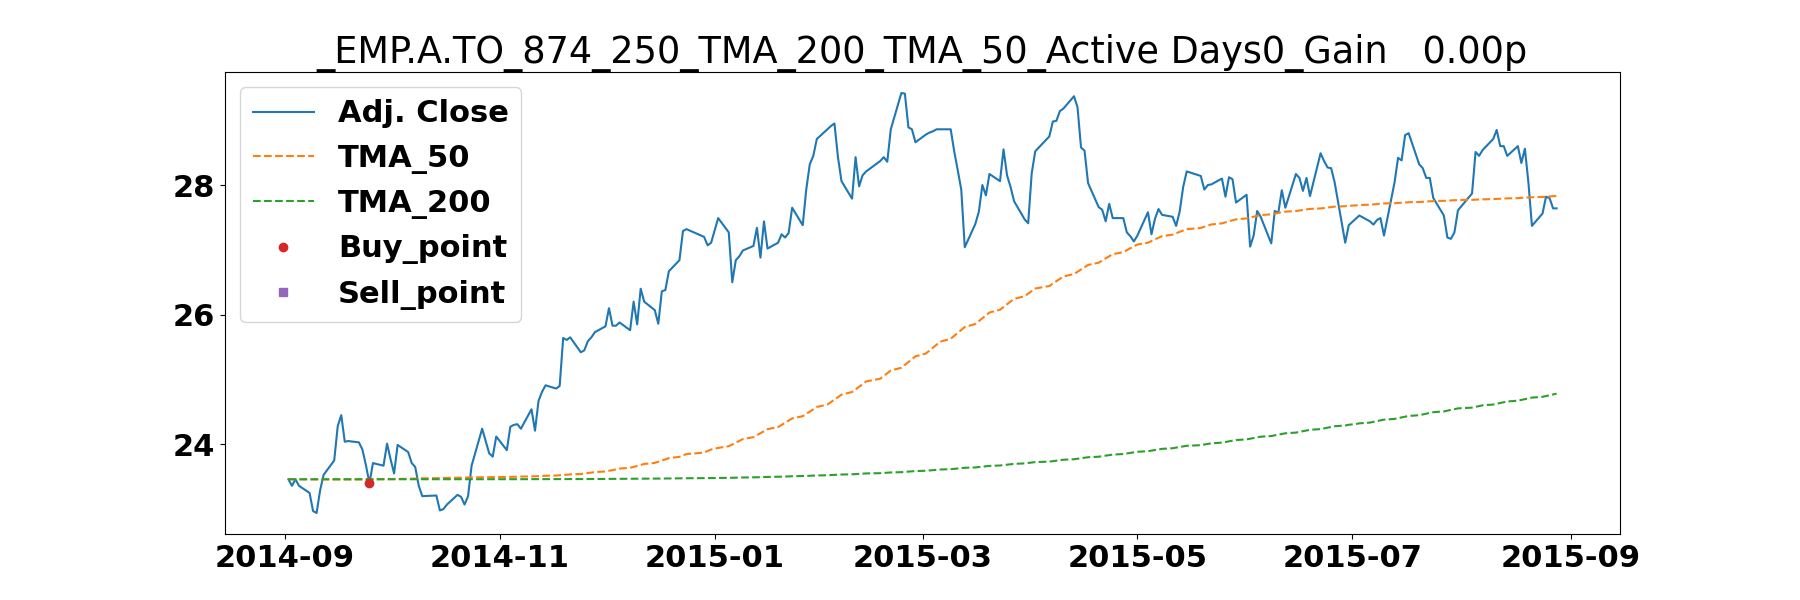 _EMP.A.TO_874_250_TMA_200_TMA_50_Active Days0_Gain   0.00p
Adj. Close
TMA_50
TMA_200
Buy_point
Sell_point
28
26
24
2014-09 2014-11 2015-01 2015-03 2015-05 2015-07 2015-09